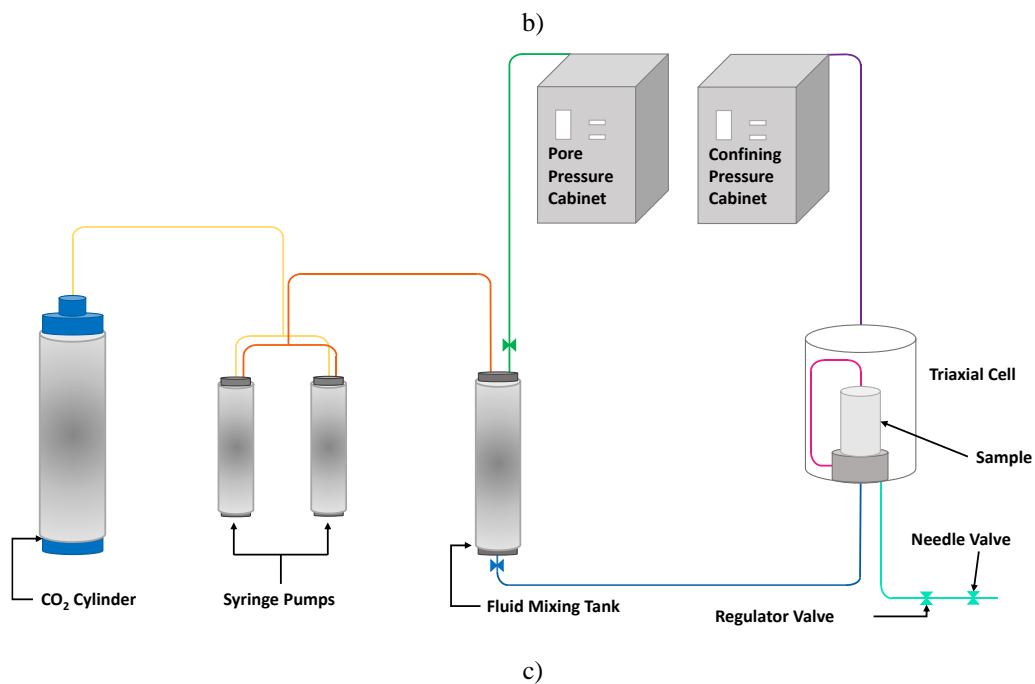 b)
Pore
Pressure
Cabinet
Confining
Pressure
Cabinet
Triaxial Cell
Sample
Needle Valve
CO₂ Cylinder
Syringe Pumps
Fluid Mixing Tank
Regulator Valve
c)